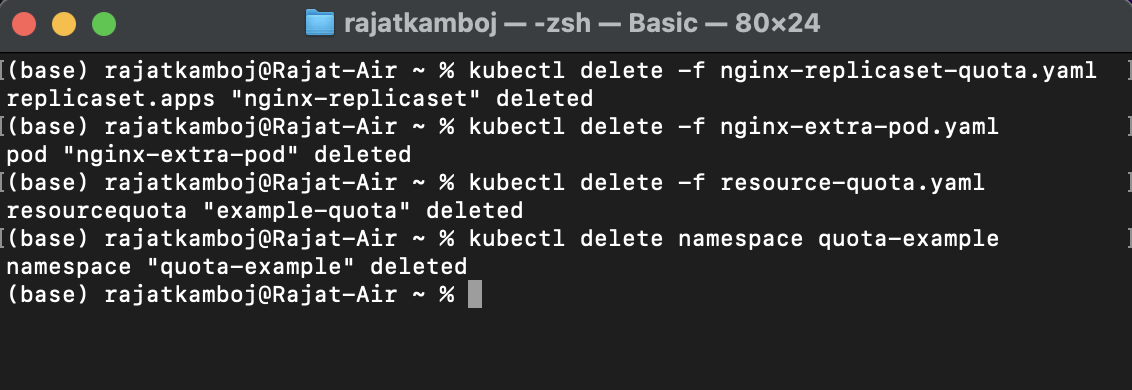 rajatkamboj — -zsh — Basic — 80×24
[(base) rajatkamboj@Rajat-Air ~ % kubectl delete -f nginx-replicaset-quota.yaml ]
replicaset.apps "nginx-replicaset" deleted
[(base) rajatkamboj@Rajat-Air ~ % kubectl delete -f nginx-extra-pod.yaml ]
pod "nginx-extra-pod" deleted
[(base) rajatkamboj@Rajat-Air ~ % kubectl delete -f resource-quota.yaml ]
resourcequota "example-quota" deleted
[(base) rajatkamboj@Rajat-Air ~ % kubectl delete namespace quota-example ]
namespace "quota-example" deleted
(base) rajatkamboj@Rajat-Air ~ %